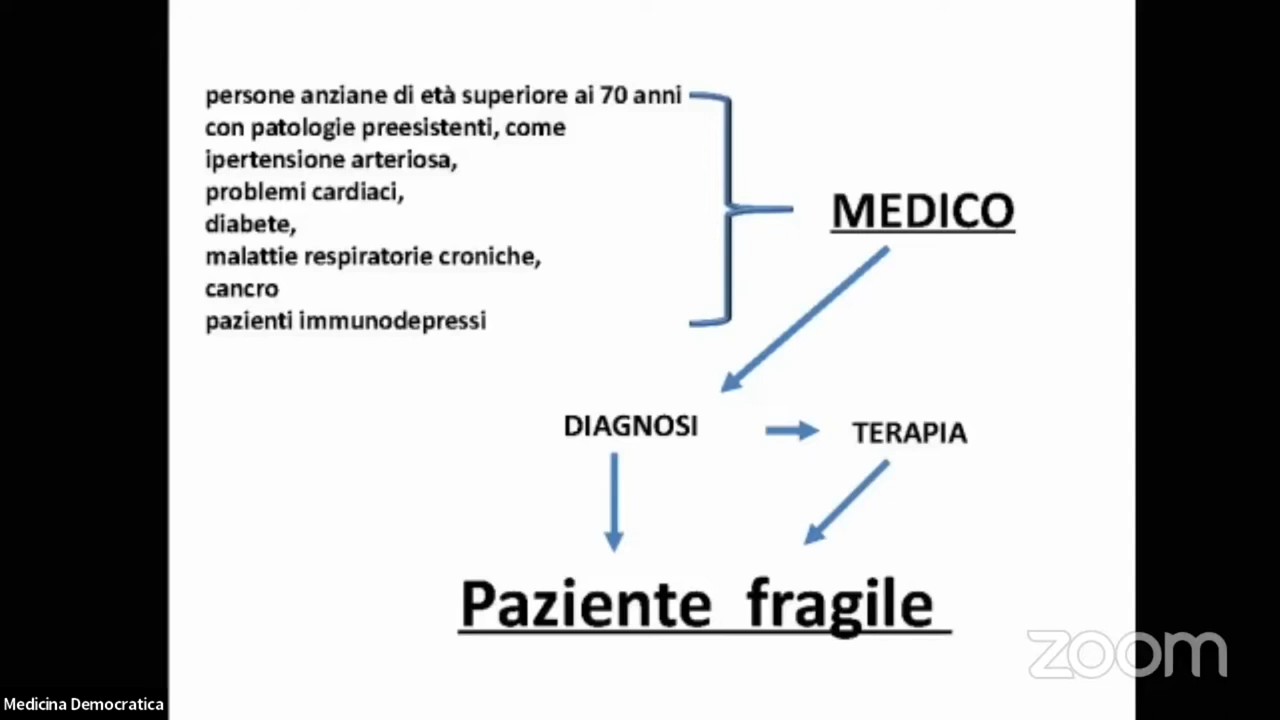 persone anziane di età superiore ai 70 anni
con patologie preesistenti, come
ipertensione arteriosa,
problemi cardiaci,
diabete,
malattie respiratorie croniche,
cancro
pazienti immunodepressi
MEDICO
DIAGNOSI
TERAPIA
Paziente fragile
zoom
Medicina Democratica